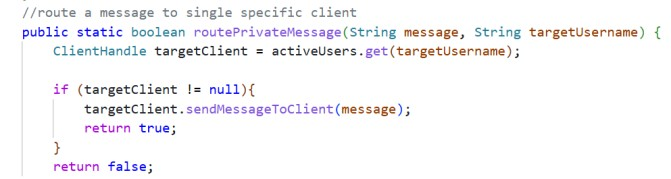 //route a message to single specific client
public static boolean routePrivateMessage(String message, String targetUsername) {
    ClientHandle targetClient = activeUsers.get(targetUsername);

    if (targetClient != null){
        targetClient.sendMessageToClient(message);
        return true;
    }
    return false;